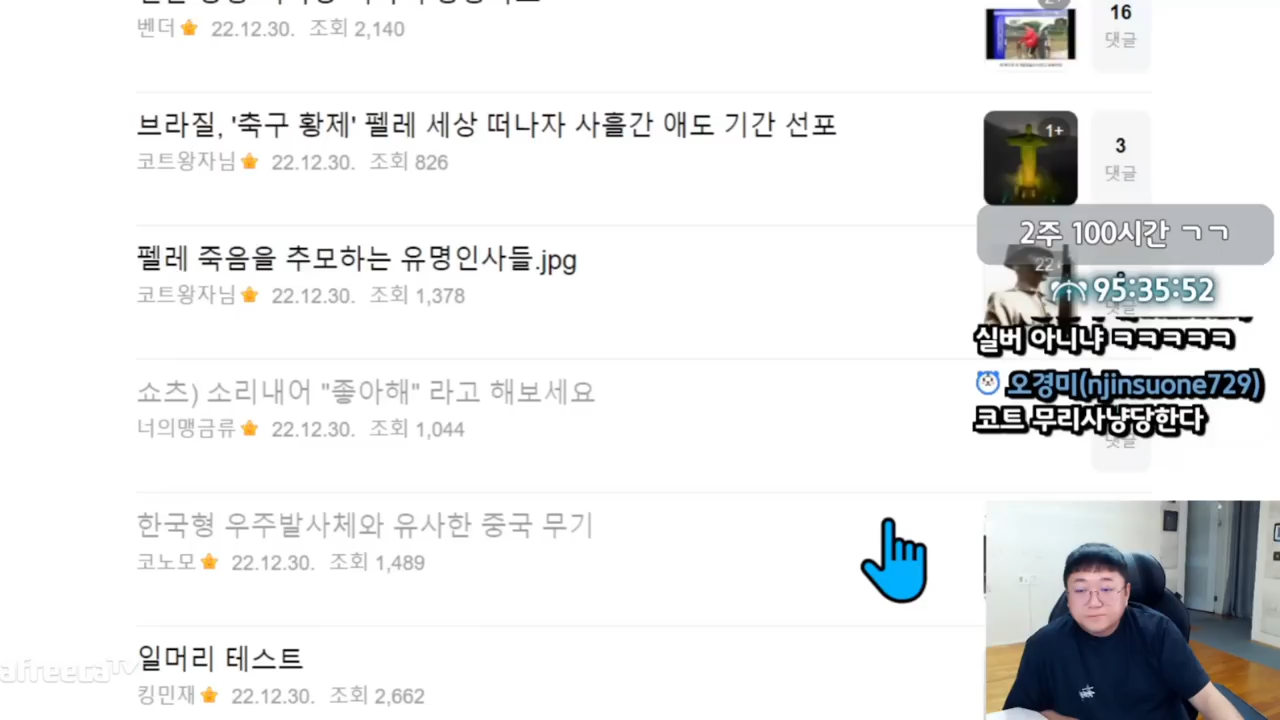 벤더 22.12.30. 조회 2,140
16
댓글
브라질, '축구 황제' 펠레 세상 떠나자 사흘간 애도 기간 선포
코트왕자님 22.12.30. 조회 826
1+
3
댓글
2주 100시간 ㄱㄱ
펠레 죽음을 추모하는 유명인사들.jpg
코트왕자님 22.12.30. 조회 1,378
22+
95:35:52
실버 아니냐 ㅋㅋㅋㅋㅋ
오경미(njinsuone729)
코트 무리사냥당한다
쇼츠) 소리내어 "좋아해" 라고 해보세요
너의맹금류 22.12.30. 조회 1,044
댓글
한국형 우주발사체와 유사한 중국 무기
코노모 22.12.30. 조회 1,489
일머리 테스트
킹민재 22.12.30. 조회 2,662
afreecaTV